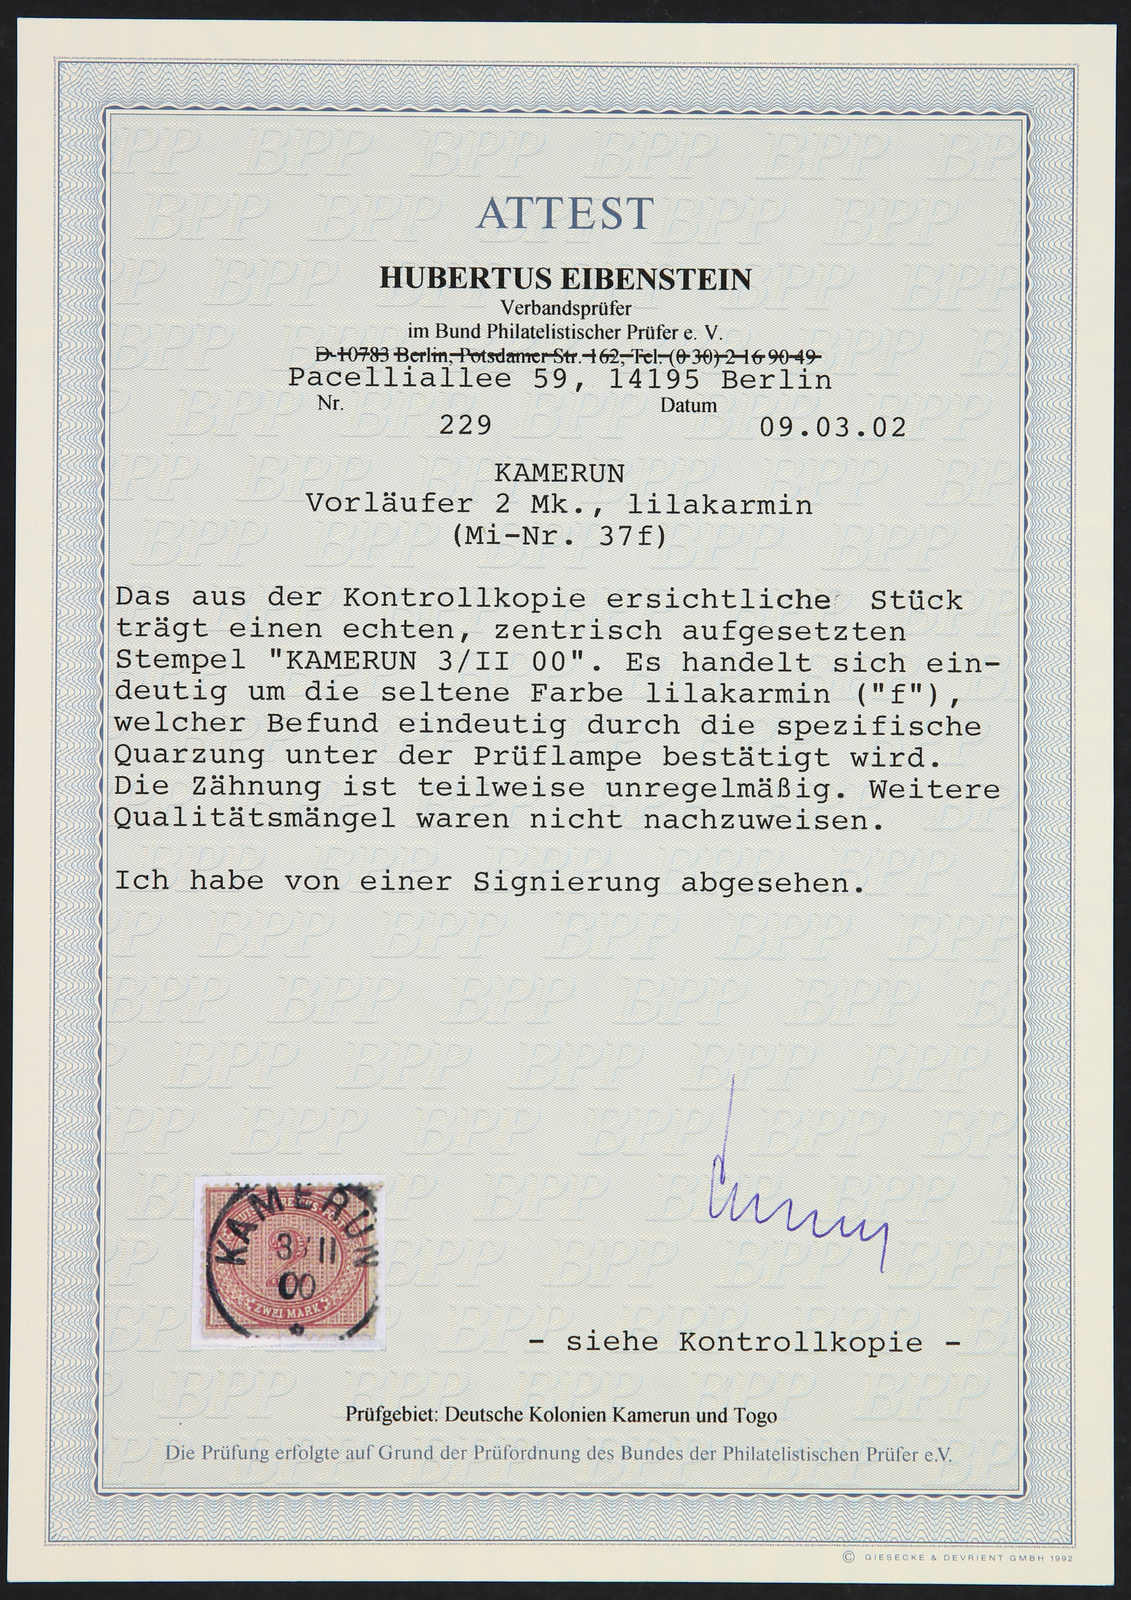 ATTEST
HUBERTUS EIBENSTEIN
Verbandsprüfer
im Bund Philatelistischer Prüfer e. V.
D-10783 Berlin, Potsdamer Str. 162, Tel. (0 30) 2 16 90 49
Pacelliallee 59, 14195 Berlin
Nr. Datum
229 09.03.02
KAMERUN
Vorläufer 2 Mk., lilakarmin
(Mi-Nr. 37f)
Das aus der Kontrollkopie ersichtliche Stück
trägt einen echten, zentrisch aufgesetzten
Stempel "KAMERUN 3/II 00". Es handelt sich ein-
deutig um die seltene Farbe lilakarmin ("f"),
welcher Befund eindeutig durch die spezifische
Quarzung unter der Prüflampe bestätigt wird.
Die Zähnung ist teilweise unregelmäßig. Weitere
Qualitätsmängel waren nicht nachzuweisen.
Ich habe von einer Signierung abgesehen.
KAMERUN
3/II
00
2
ZWEI MARK
- siehe Kontrollkopie -
Prüfgebiet: Deutsche Kolonien Kamerun und Togo
Die Prüfung erfolgte auf Grund der Prüfordnung des Bundes der Philatelistischen Prüfer e.V.
© GIESECKE & DEVRIENT GMBH 1992